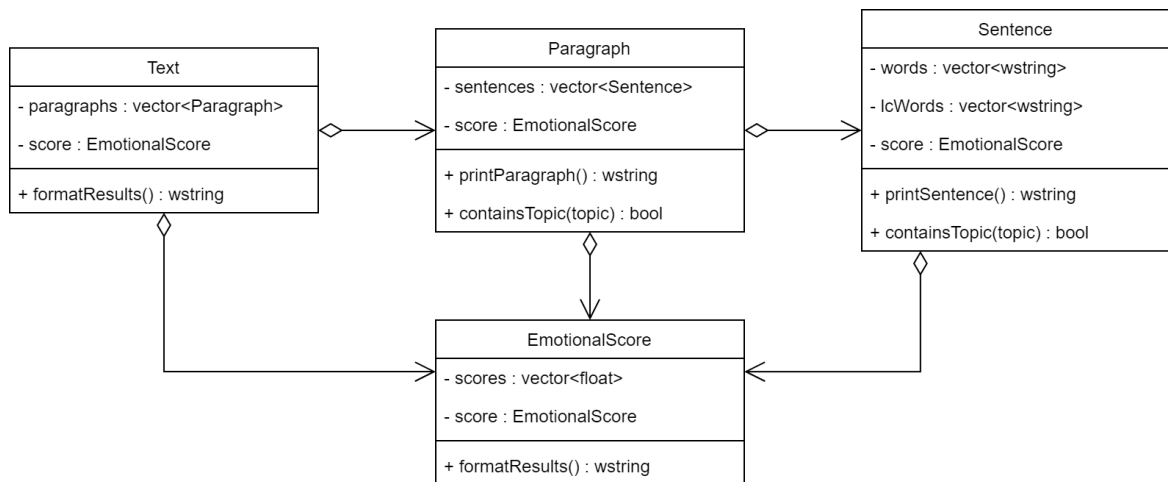 Text
- paragraphs : vector<Paragraph>
- score : EmotionalScore
+ formatResults() : wstring
Paragraph
- sentences : vector<Sentence>
- score : EmotionalScore
+ printParagraph() : wstring
+ containsTopic(topic) : bool
Sentence
- words : vector<wstring>
- lcWords : vector<wstring>
- score : EmotionalScore
+ printSentence() : wstring
+ containsTopic(topic) : bool
EmotionalScore
- scores : vector<float>
- score : EmotionalScore
+ formatResults() : wstring